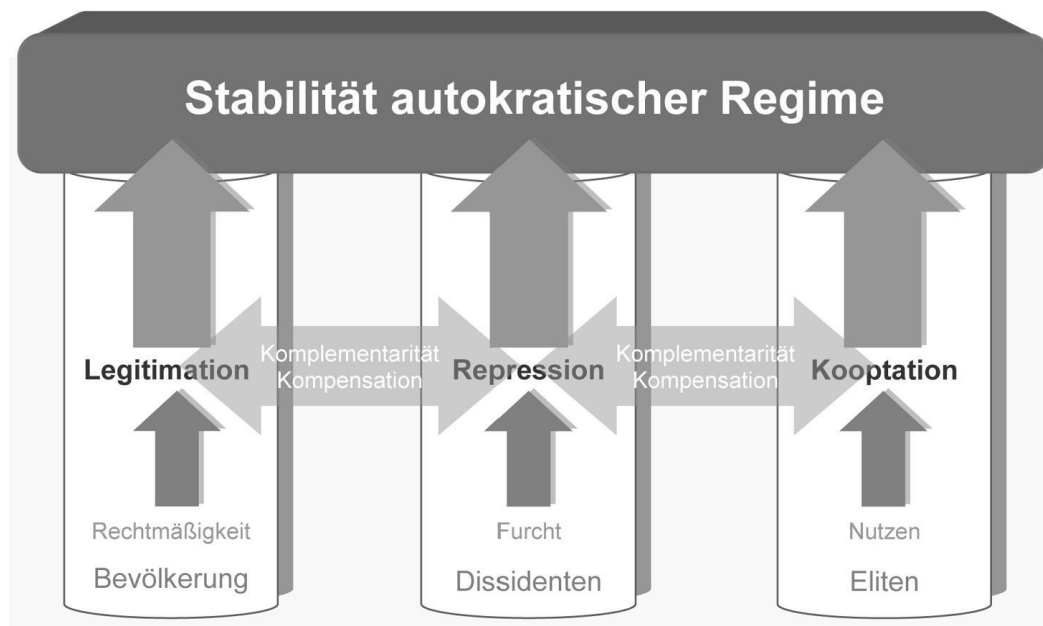 Stabilität autokratischer Regime
Legitimation
Komplementarität
Kompensation
Repression
Komplementarität
Kompensation
Kooptation
Rechtmäßigkeit
Furcht
Nutzen
Bevölkerung
Dissidenten
Eliten